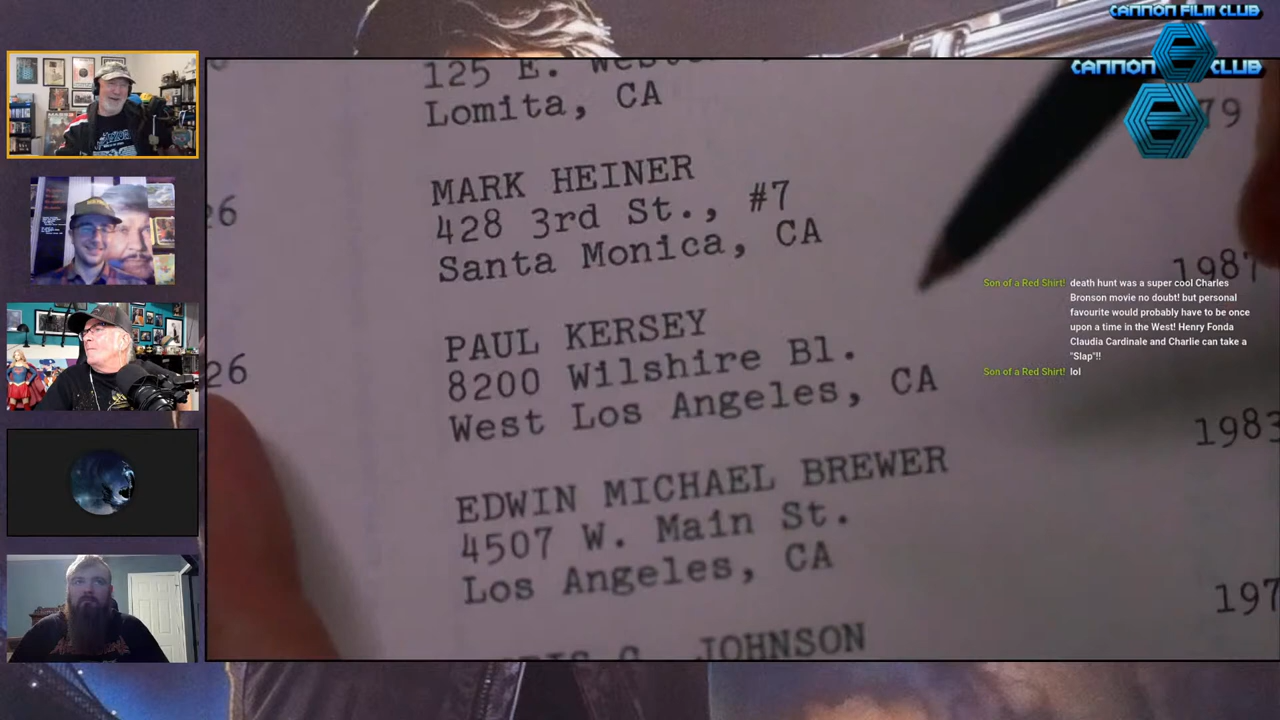 CANNON FILM CLUB
CANNON CLUB
125 E.
Lomita, CA
79
MARK HEINER
428 3rd St., #7
Santa Monica, CA
26
1987
PAUL KERSEY
8200 Wilshire Bl.
West Los Angeles, CA
26
1983
EDWIN MICHAEL BREWER
4507 W. Main St.
Los Angeles, CA
197
JOHNSON
Son of a Red Shirt! death hunt was a super cool Charles
Bronson movie no doubt! but personal
favourite would probably have to be once
upon a time in the West! Henry Fonda
Claudia Cardinale and Charlie can take a
"Slap"!!
Son of a Red Shirt! lol